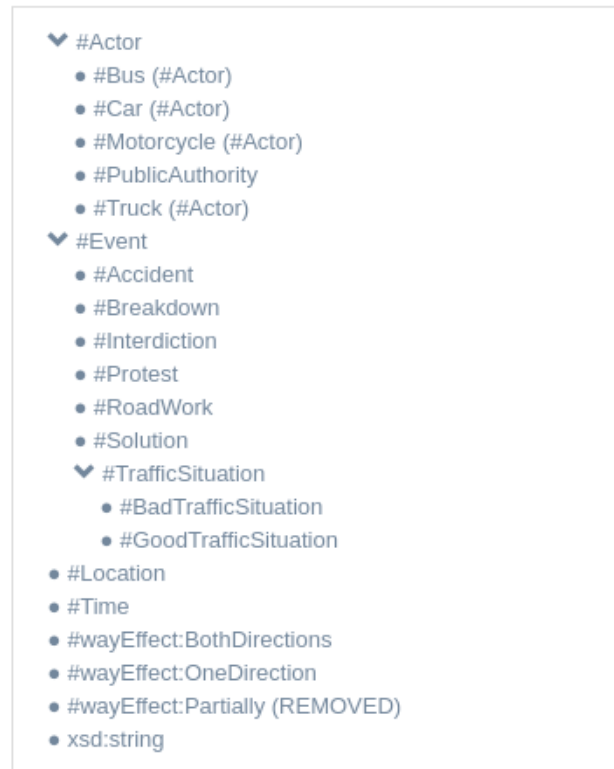 #Actor
#Bus (#Actor)
#Car (#Actor)
#Motorcycle (#Actor)
#PublicAuthority
#Truck (#Actor)
#Event
#Accident
#Breakdown
#Interdiction
#Protest
#RoadWork
#Solution
#TrafficSituation
#BadTrafficSituation
#GoodTrafficSituation
#Location
#Time
#wayEffect:BothDirections
#wayEffect:OneDirection
#wayEffect:Partially (REMOVED)
xsd:string